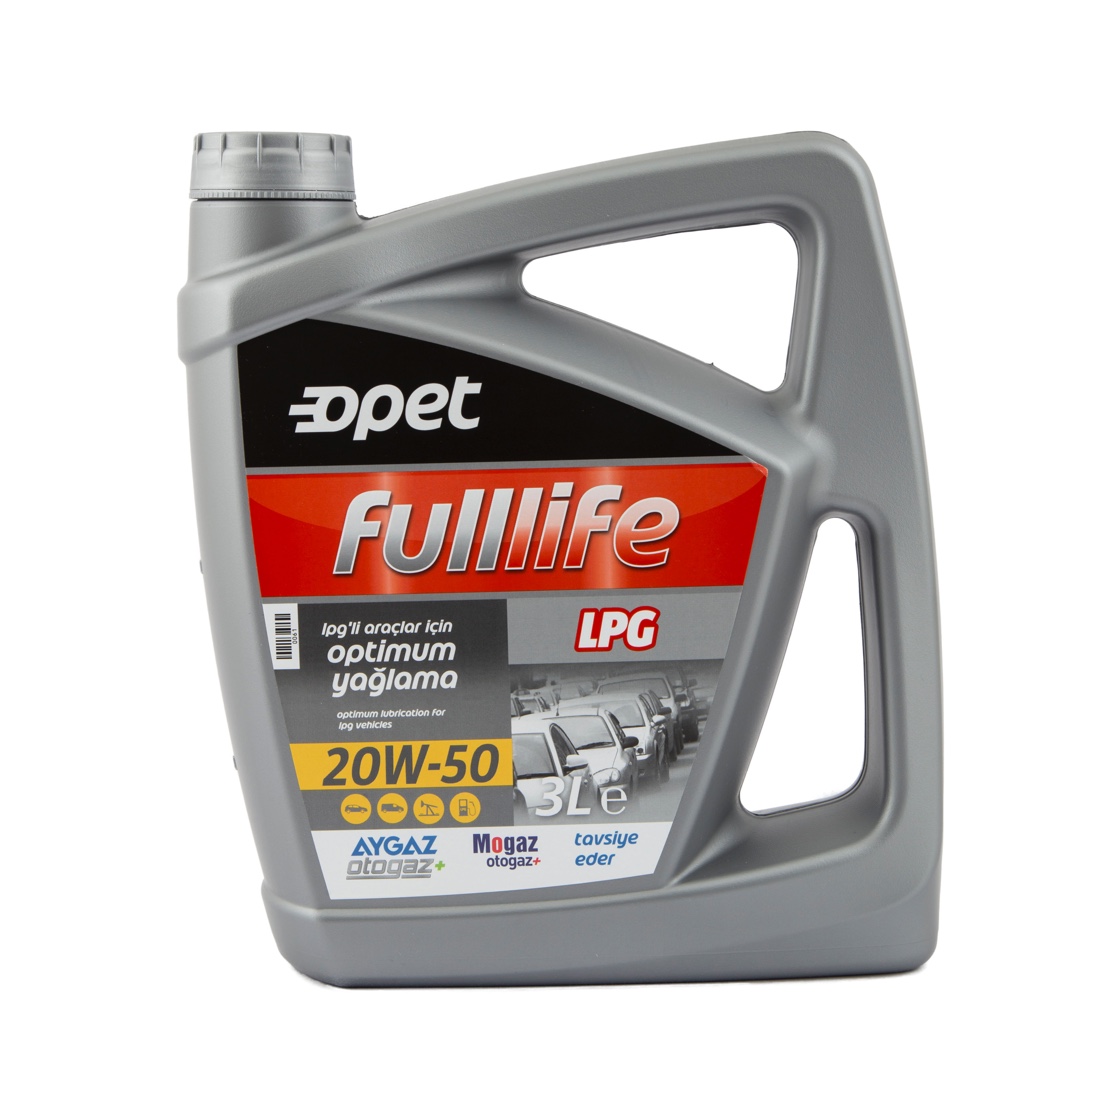 opet
fulllife
LPG
0061
lpg'li araçlar için
optimum
yağlama
optimum lubrication for
lpg vehicles
20W-50
3L e
AYGAZ
otogaz+
Mogaz
otogaz+
tavsiye
eder